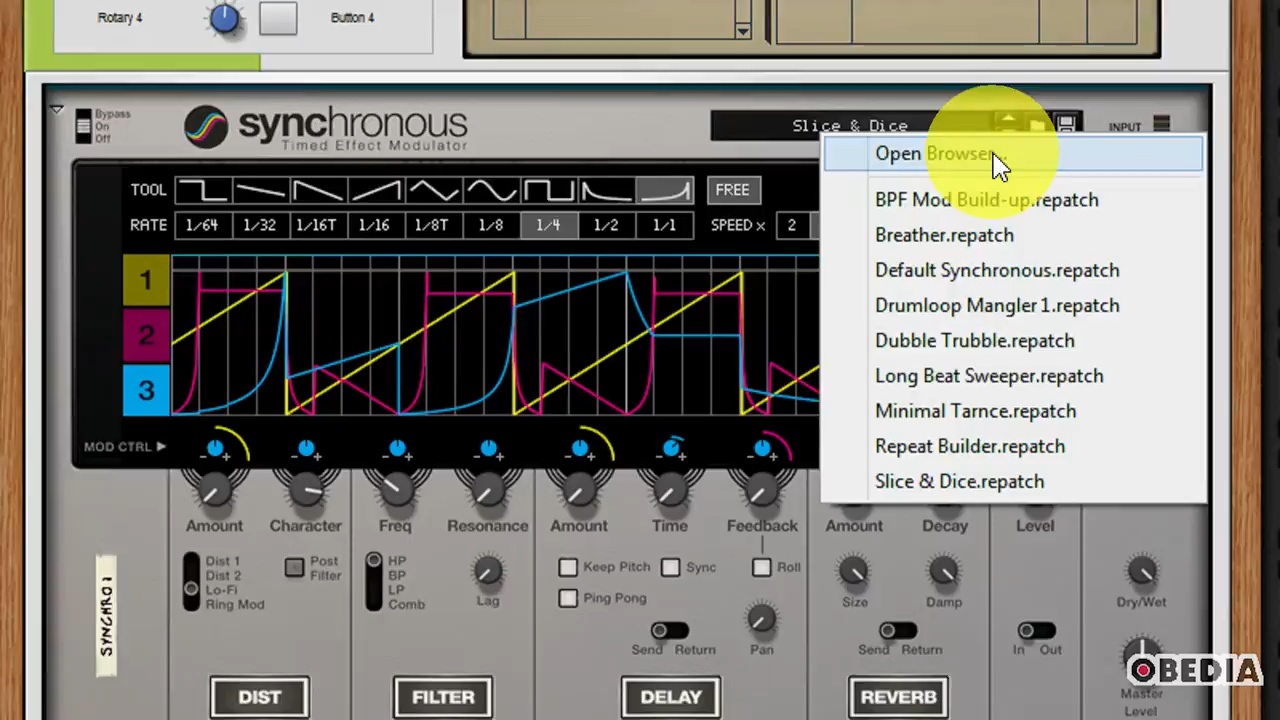 Rotary 4
Button 4
Bypass
On
Off
synchronous
Timed Effect Modulator
Slice & Dice
INPUT
Open Browser...
BPF Mod Build-up.repatch
Breather.repatch
Default Synchronous.repatch
Drumloop Mangler 1.repatch
Dubble Trubble.repatch
Long Beat Sweeper.repatch
Minimal Tarnce.repatch
Repeat Builder.repatch
Slice & Dice.repatch
TOOL FREE
RATE 1/64 1/32 1/16T 1/16 1/8T 1/8 1/4 1/2 1/1 SPEED × 2
1
2
3
MOD CTRL
Amount Character Freq Resonance Amount Time Feedback Amount Decay Level
Dist 1
Dist 2
Lo-Fi
Ring Mod
Post
Filter
HP
BP
LP
Comb
Lag
Keep Pitch Sync Roll
Ping Pong
Pan
Send Return
Size Damp
Send Return
In Out
Dry/Wet
Master
Level
SYNCHRO 1
DIST FILTER DELAY REVERB
OBEDIA